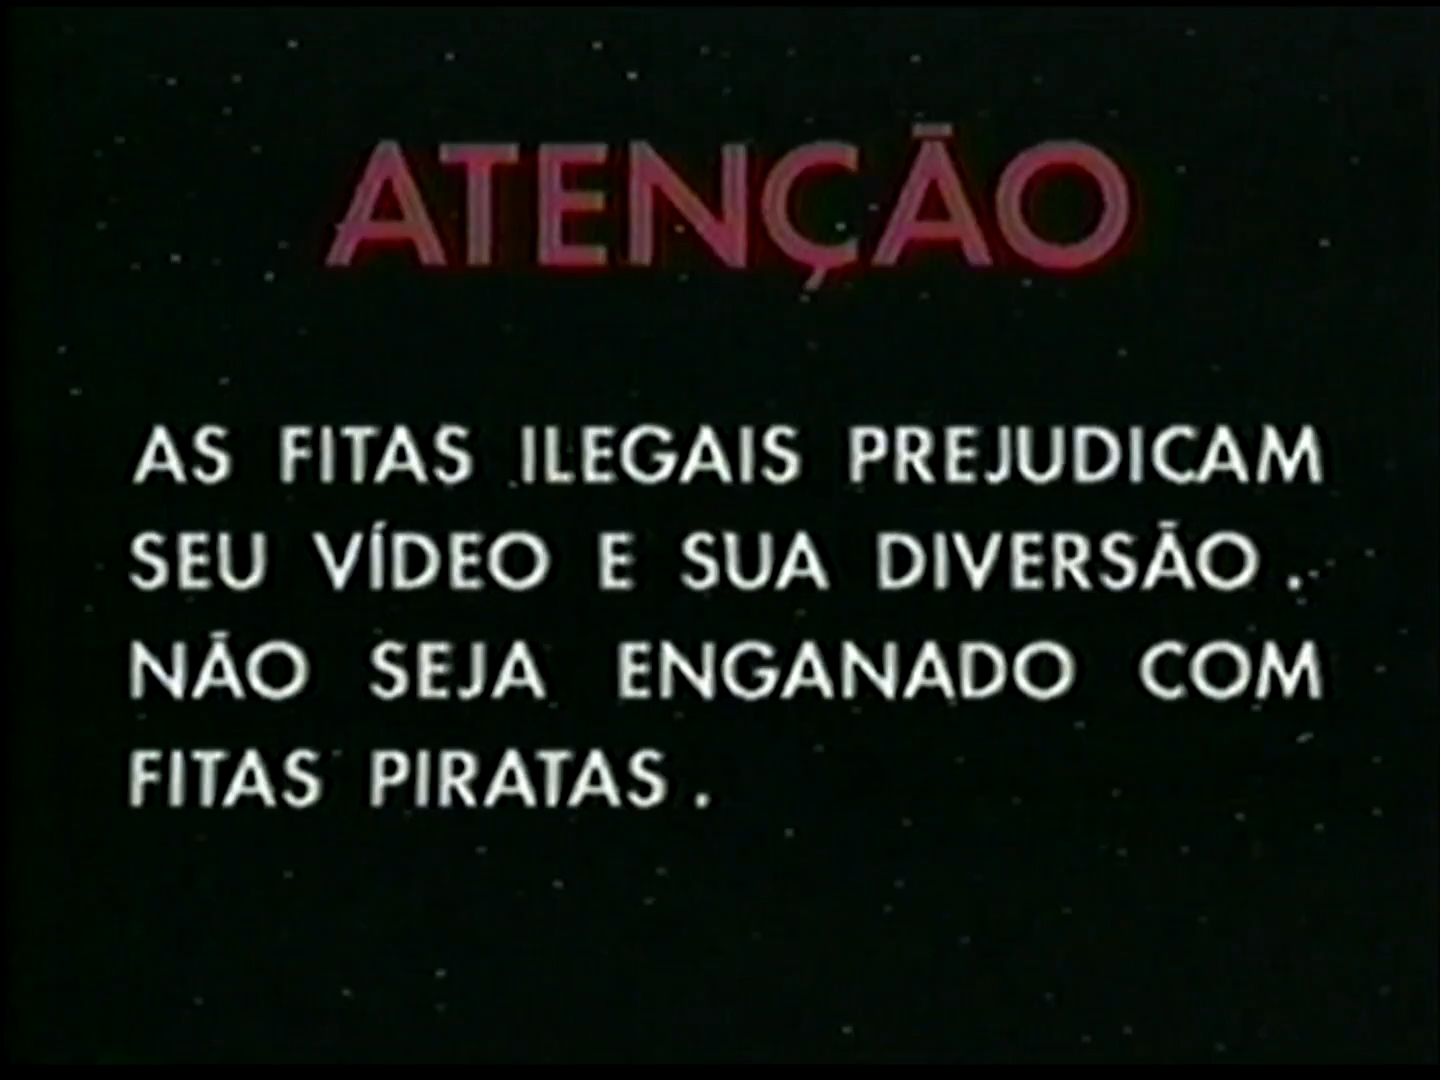 ATENÇÃO
AS FITAS ILEGAIS PREJUDICAM
SEU VÍDEO E SUA DIVERSÃO .
NÃO SEJA ENGANADO COM
FITAS PIRATAS .